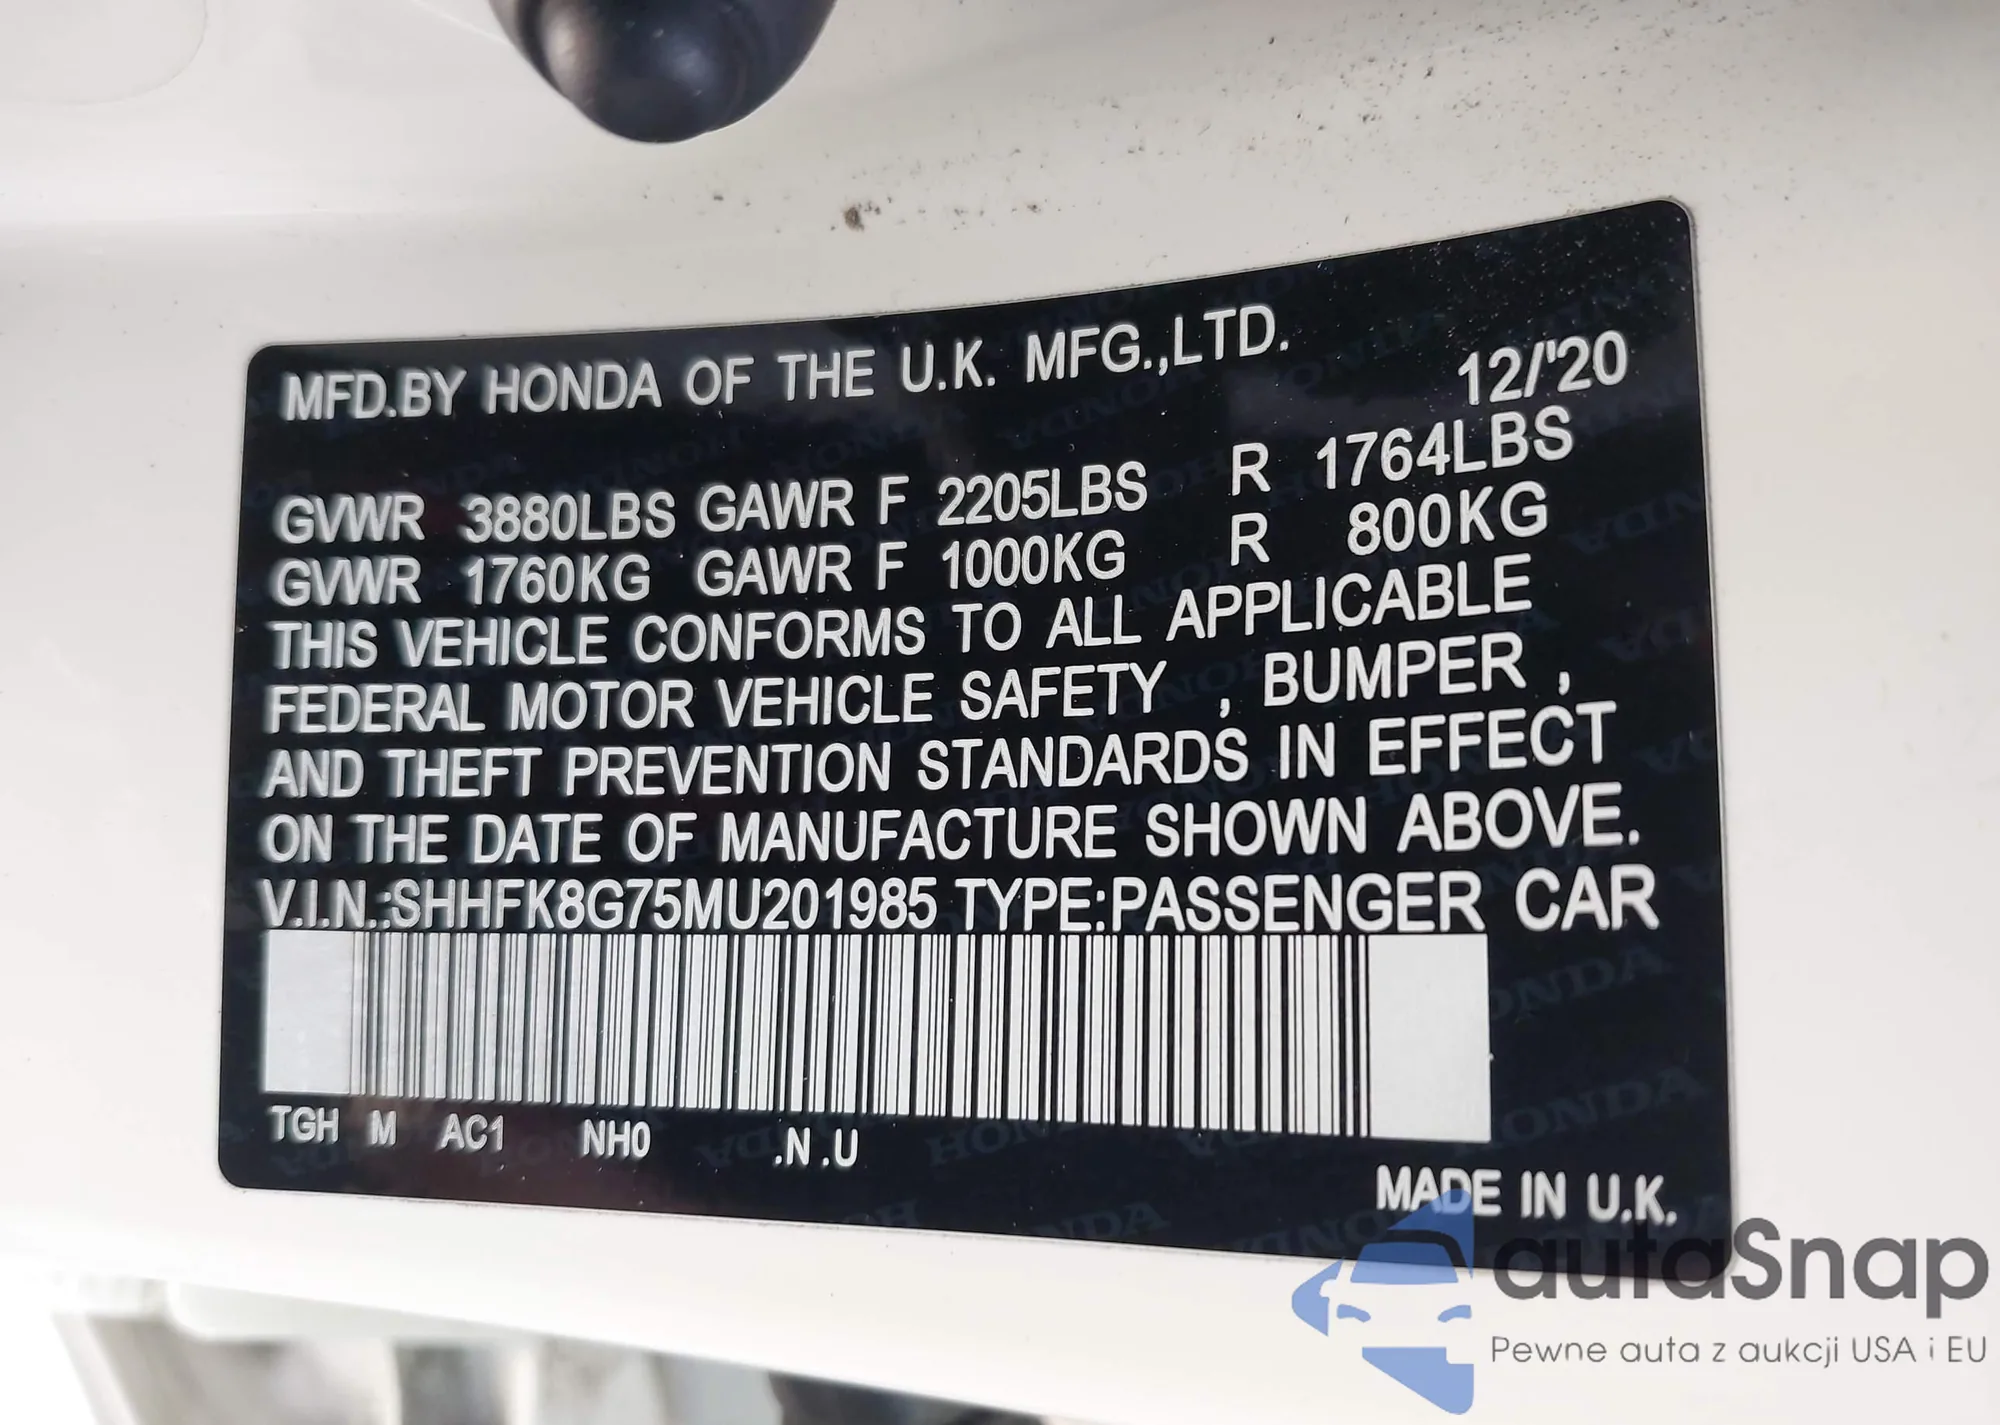 MFD.BY HONDA OF THE U.K. MFG.,LTD.
12/'20
GVWR 3880LBS GAWR F 2205LBS R 1764LBS
GVWR 1760KG GAWR F 1000KG R 800KG
THIS VEHICLE CONFORMS TO ALL APPLICABLE
FEDERAL MOTOR VEHICLE SAFETY , BUMPER ,
AND THEFT PREVENTION STANDARDS IN EFFECT
ON THE DATE OF MANUFACTURE SHOWN ABOVE.
V.I.N.:SHHFK8G75MU201985 TYPE:PASSENGER CAR
TGH M AC1 NH0 .N .U
MADE IN U.K.
autaSnap
Pewne auta z aukcji USA i EU